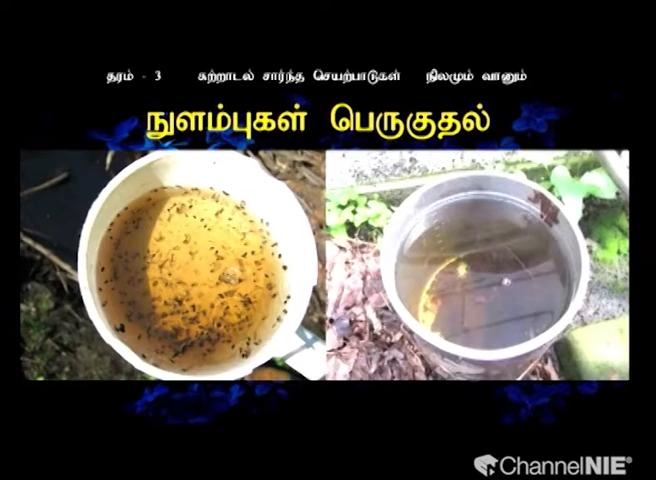 தரம் - 3 சுற்றாடல் சார்ந்த செயற்பாடுகள் நிலமும் வானும்
நுளம்புகள் பெருகுதல்
ChannelNIE®